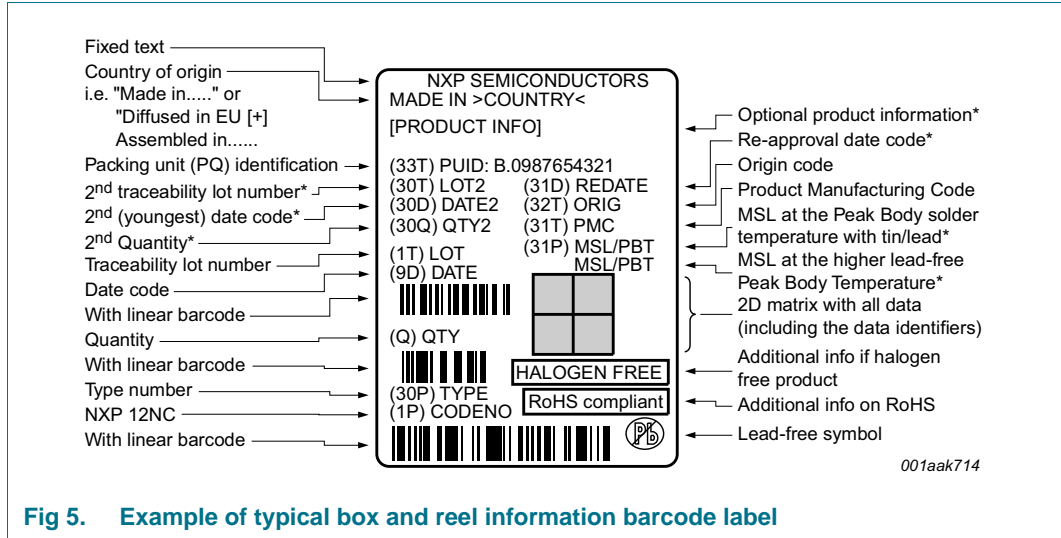 Fixed text
Country of origin
i.e. "Made in....." or
"Diffused in EU [+]
Assembled in......
Packing unit (PQ) identification
2nd traceability lot number*
2nd (youngest) date code*
2nd Quantity*
Traceability lot number
Date code
With linear barcode
Quantity
With linear barcode
Type number
NXP 12NC
With linear barcode
NXP SEMICONDUCTORS
MADE IN >COUNTRY<
[PRODUCT INFO]
(33T) PUID: B.0987654321
(30T) LOT2 (31D) REDATE
(30D) DATE2 (32T) ORIG
(30Q) QTY2 (31T) PMC
(31P) MSL/PBT
(1T) LOT MSL/PBT
(9D) DATE
(Q) QTY
HALOGEN FREE
(30P) TYPE
RoHS compliant
(1P) CODENO
Pb
Optional product information*
Re-approval date code*
Origin code
Product Manufacturing Code
MSL at the Peak Body solder
temperature with tin/lead*
MSL at the higher lead-free
Peak Body Temperature*
2D matrix with all data
(including the data identifiers)
Additional info if halogen
free product
Additional info on RoHS
Lead-free symbol
001aak714
Fig 5. Example of typical box and reel information barcode label